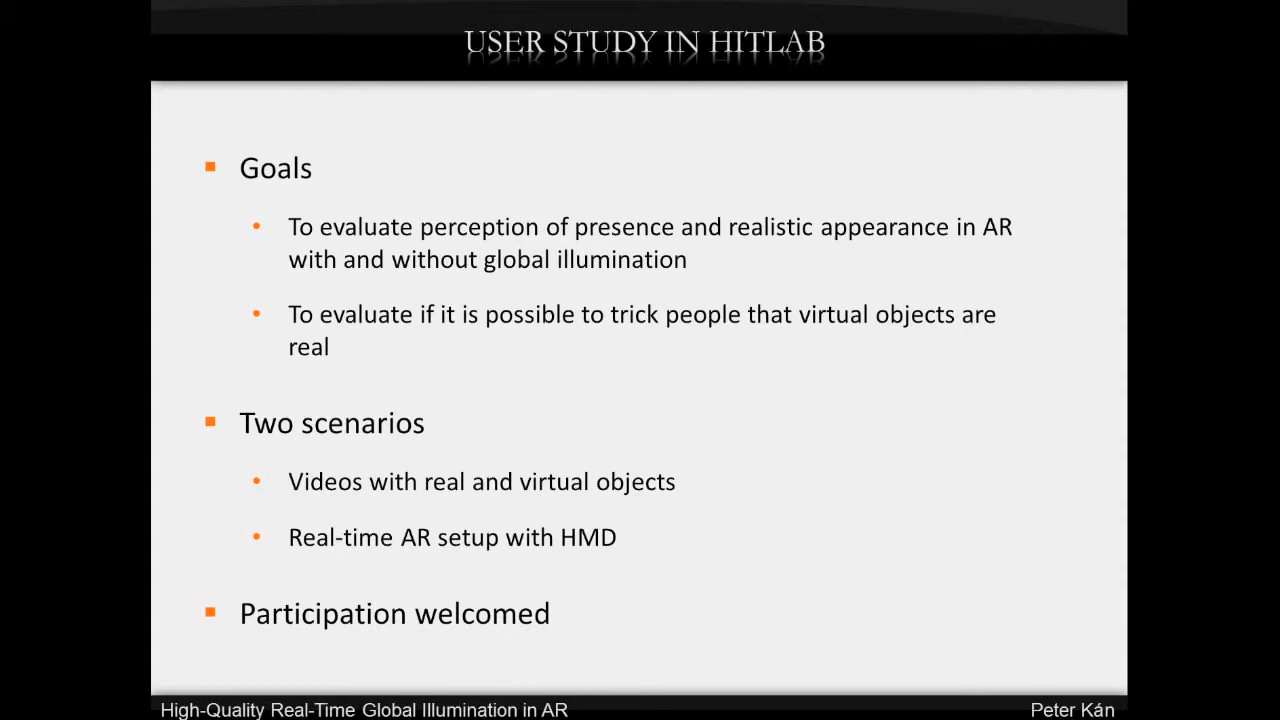 USER STUDY IN HITLAB
Goals
To evaluate perception of presence and realistic appearance in AR
with and without global illumination
To evaluate if it is possible to trick people that virtual objects are
real
Two scenarios
Videos with real and virtual objects
Real-time AR setup with HMD
Participation welcomed
High-Quality Real-Time Global Illumination in AR
Peter Kán